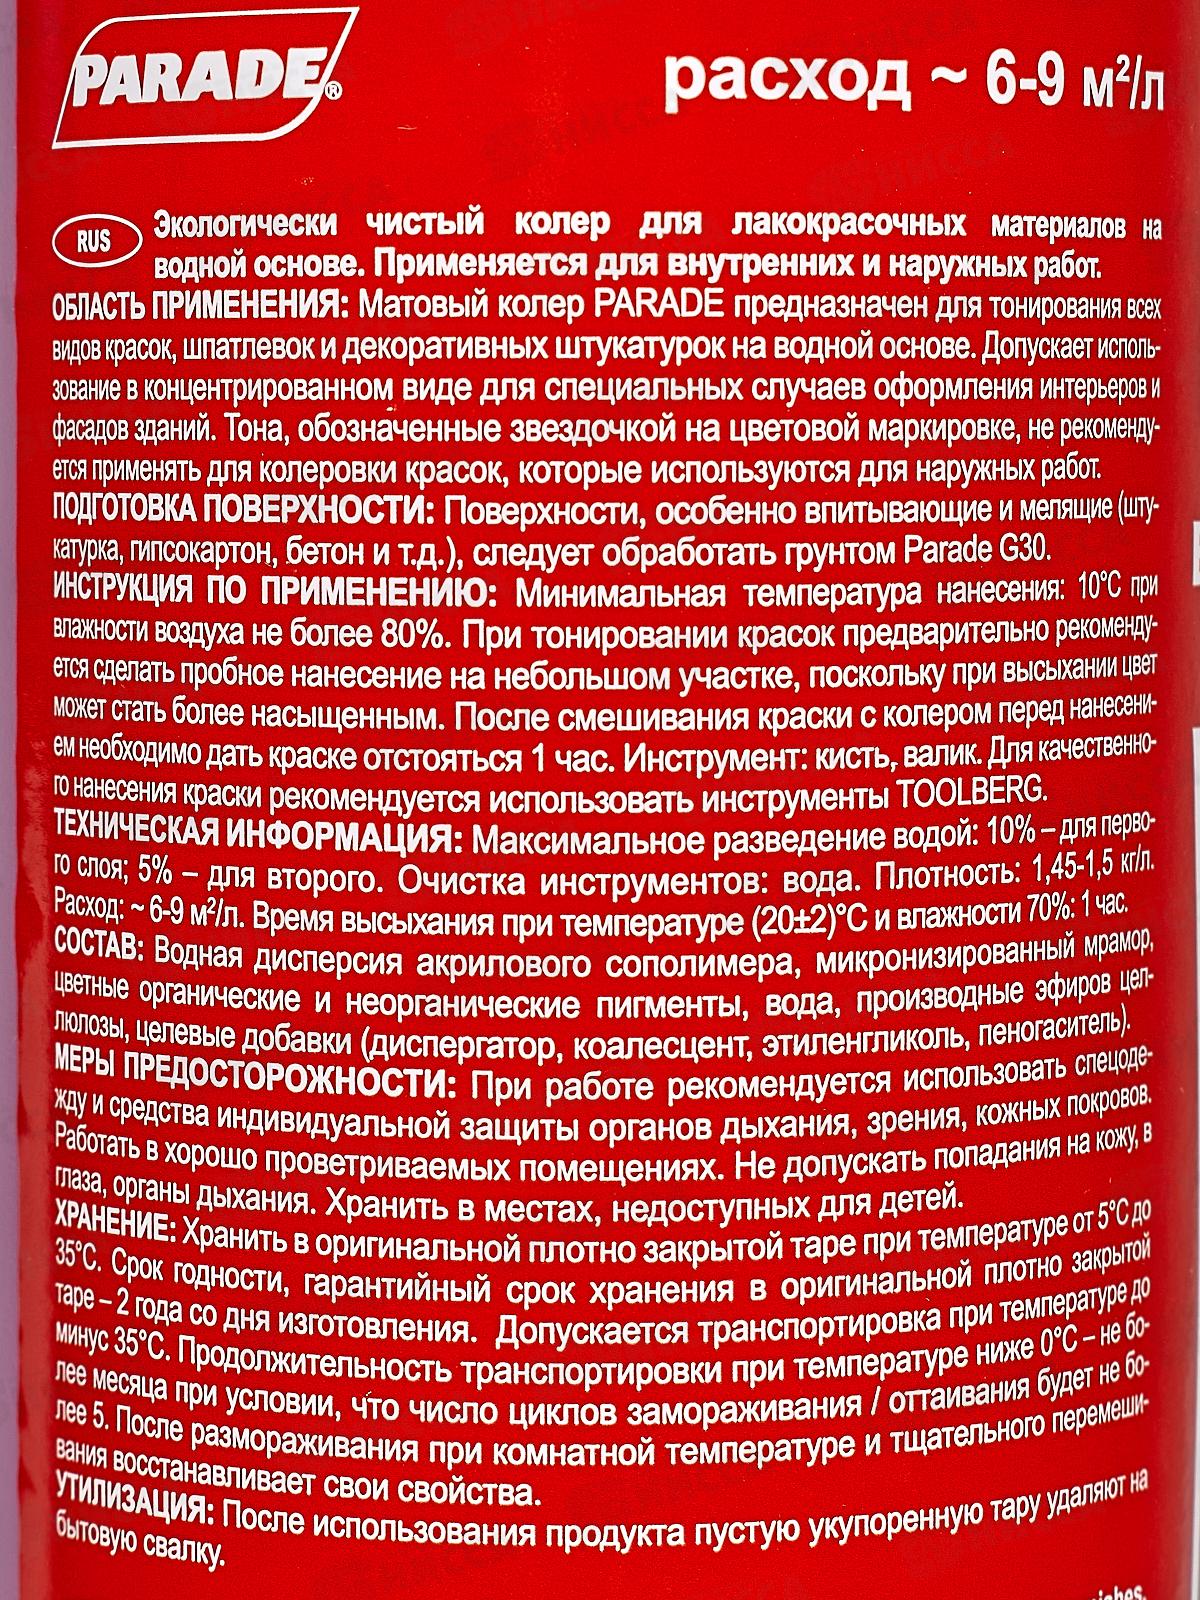 PARADE®
расход ~ 6-9 м²/л
RUS
Экологически чистый колер для лакокрасочных материалов на
водной основе. Применяется для внутренних и наружных работ.
ОБЛАСТЬ ПРИМЕНЕНИЯ: Матовый колер PARADE предназначен для тонирования всех
видов красок, шпатлевок и декоративных штукатурок на водной основе. Допускает исполь-
зование в концентрированном виде для специальных случаев оформления интерьеров и
фасадов зданий. Тона, обозначенные звездочкой на цветовой маркировке, не рекоменду-
ется применять для колеровки красок, которые используются для наружных работ.
ПОДГОТОВКА ПОВЕРХНОСТИ: Поверхности, особенно впитывающие и мелящие (шту-
катурка, гипсокартон, бетон и т.д.), следует обработать грунтом Parade G30.
ИНСТРУКЦИЯ ПО ПРИМЕНЕНИЮ: Минимальная температура нанесения: 10°С при
влажности воздуха не более 80%. При тонировании красок предварительно рекоменду-
ется сделать пробное нанесение на небольшом участке, поскольку при высыхании цвет
может стать более насыщенным. После смешивания краски с колером перед нанесени-
ем необходимо дать краске отстояться 1 час. Инструмент: кисть, валик. Для качественно-
го нанесения краски рекомендуется использовать инструменты TOOLBERG.
ТЕХНИЧЕСКАЯ ИНФОРМАЦИЯ: Максимальное разведение водой: 10% – для перво-
го слоя; 5% – для второго. Очистка инструментов: вода. Плотность: 1,45-1,5 кг/л.
Расход: ~ 6-9 м²/л. Время высыхания при температуре (20±2)°С и влажности 70%: 1 час.
СОСТАВ: Водная дисперсия акрилового сополимера, микронизированный мрамор,
цветные органические и неорганические пигменты, вода, производные эфиров цел-
люлозы, целевые добавки (диспергатор, коалесцент, этиленгликоль, пеногаситель).
МЕРЫ ПРЕДОСТОРОЖНОСТИ: При работе рекомендуется использовать спецоде-
жду и средства индивидуальной защиты органов дыхания, зрения, кожных покровов.
Работать в хорошо проветриваемых помещениях. Не допускать попадания на кожу, в
глаза, органы дыхания. Хранить в местах, недоступных для детей.
ХРАНЕНИЕ: Хранить в оригинальной плотно закрытой таре при температуре от 5°С до
35°С. Срок годности, гарантийный срок хранения в оригинальной плотно закрытой
таре – 2 года со дня изготовления. Допускается транспортировка при температуре до
минус 35°С. Продолжительность транспортировки при температуре ниже 0°С – не бо-
лее месяца при условии, что число циклов замораживания / оттаивания будет не бо-
лее 5. После размораживания при комнатной температуре и тщательного перемеши-
вания восстанавливает свои свойства.
УТИЛИЗАЦИЯ: После использования продукта пустую укупоренную тару удаляют на
бытовую свалку.